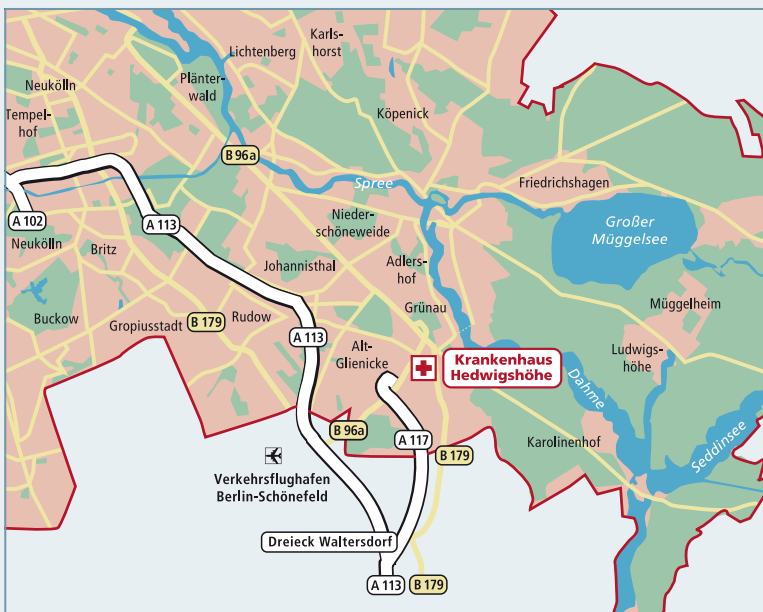 Karls-
horst
Lichtenberg
Neukölln
Plänter-
wald
Tempel-
hof
Köpenick
B 96a
Spree
Friedrichshagen
A 102
A 113
Nieder-
schöneweide
Großer
Müggelsee
Neukölln
Britz
Johannisthal
Adlers-
hof
Müggelheim
Grünau
Buckow
Gropiusstadt
B 179
Rudow
A 113
Alt-
Glienicke
Krankenhaus
Hedwigshöhe
Ludwigs-
höhe
Dahme
B 96a
A 117
Karolinenhof
Seddinsee
B 179
Verkehrsflughafen
Berlin-Schönefeld
Dreieck Waltersdorf
A 113
B 179